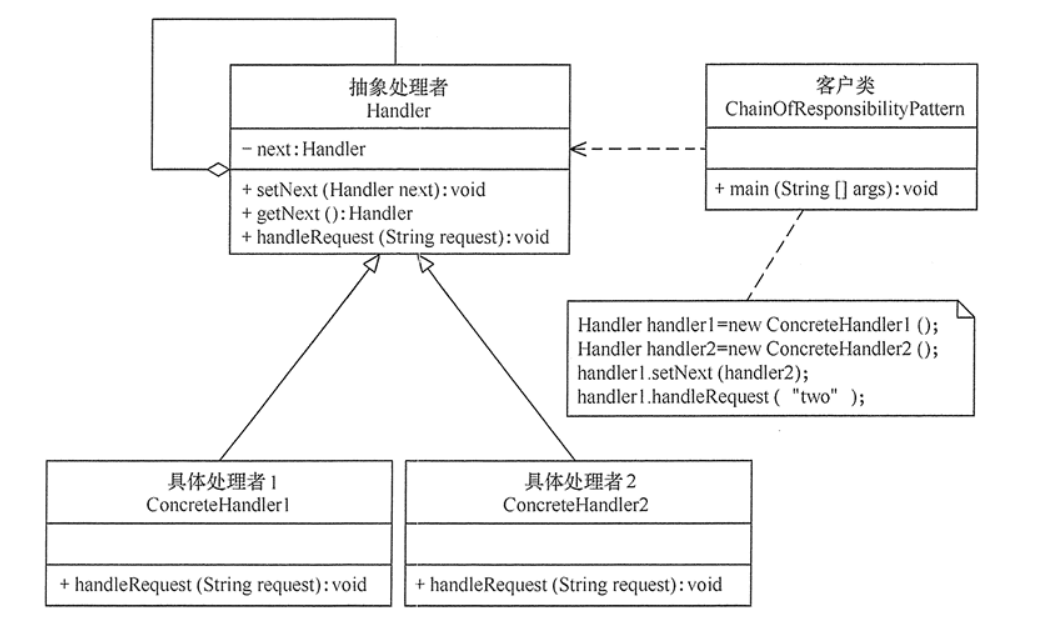 抽象处理者
Handler
- next:Handler
+ setNext (Handler next):void
+ getNext ():Handler
+ handleRequest (String request):void
客户类
ChainOfResponsibilityPattern
+ main (String [] args):void
Handler handler1=new ConcreteHandler1 ();
Handler handler2=new ConcreteHandler2 ();
handler1.setNext (handler2);
handler1.handleRequest ( "two" );
具体处理者1
ConcreteHandler1
+ handleRequest (String request):void
具体处理者2
ConcreteHandler2
+ handleRequest (String request):void